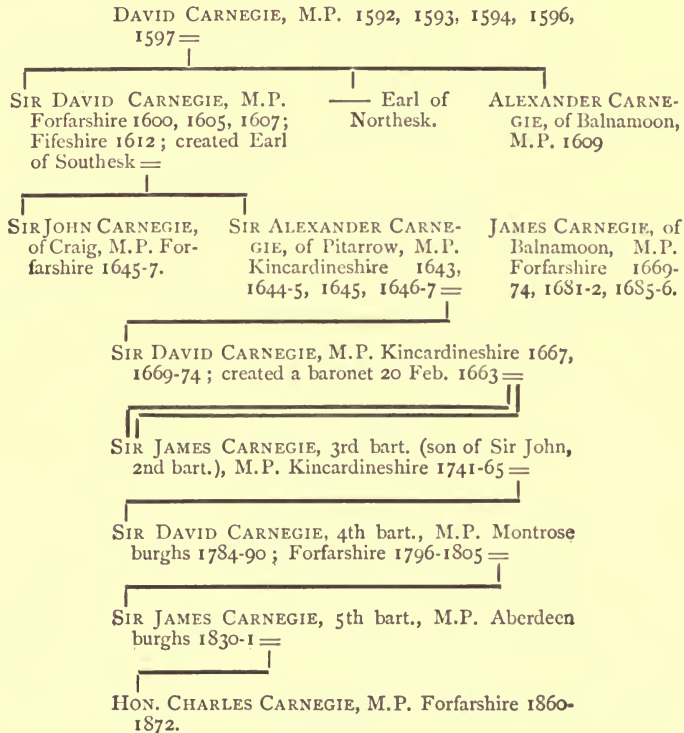 DAVID CARNEGIE, M.P. 1592, 1593, 1594, 1596,
1597 =
SIR DAVID CARNEGIE, M.P.
Forfarshire 1600, 1605, 1607;
Fifeshire 1612; created Earl
of Southesk =
—— Earl of
Northesk.
ALEXANDER CARNE-
GIE, of Balnamoon,
M.P. 1609
SIR JOHN CARNEGIE,
of Craig, M.P. For-
farshire 1645-7.
SIR ALEXANDER CARNE-
GIE, of Pitarrow, M.P.
Kincardineshire 1643,
1644-5, 1645, 1646-7 =
JAMES CARNEGIE, of
Balnamoon, M.P.
Forfarshire 1669-
74, 1681-2, 1685-6.
SIR DAVID CARNEGIE, M.P. Kincardineshire 1667,
1669-74; created a baronet 20 Feb. 1663 =
SIR JAMES CARNEGIE, 3rd bart. (son of Sir John,
2nd bart.), M.P. Kincardineshire 1741-65 =
SIR DAVID CARNEGIE, 4th bart., M.P. Montrose
burghs 1784-90; Forfarshire 1796-1805 =
SIR JAMES CARNEGIE, 5th bart., M.P. Aberdeen
burghs 1830-1 =
HON. CHARLES CARNEGIE, M.P. Forfarshire 1860-
1872.